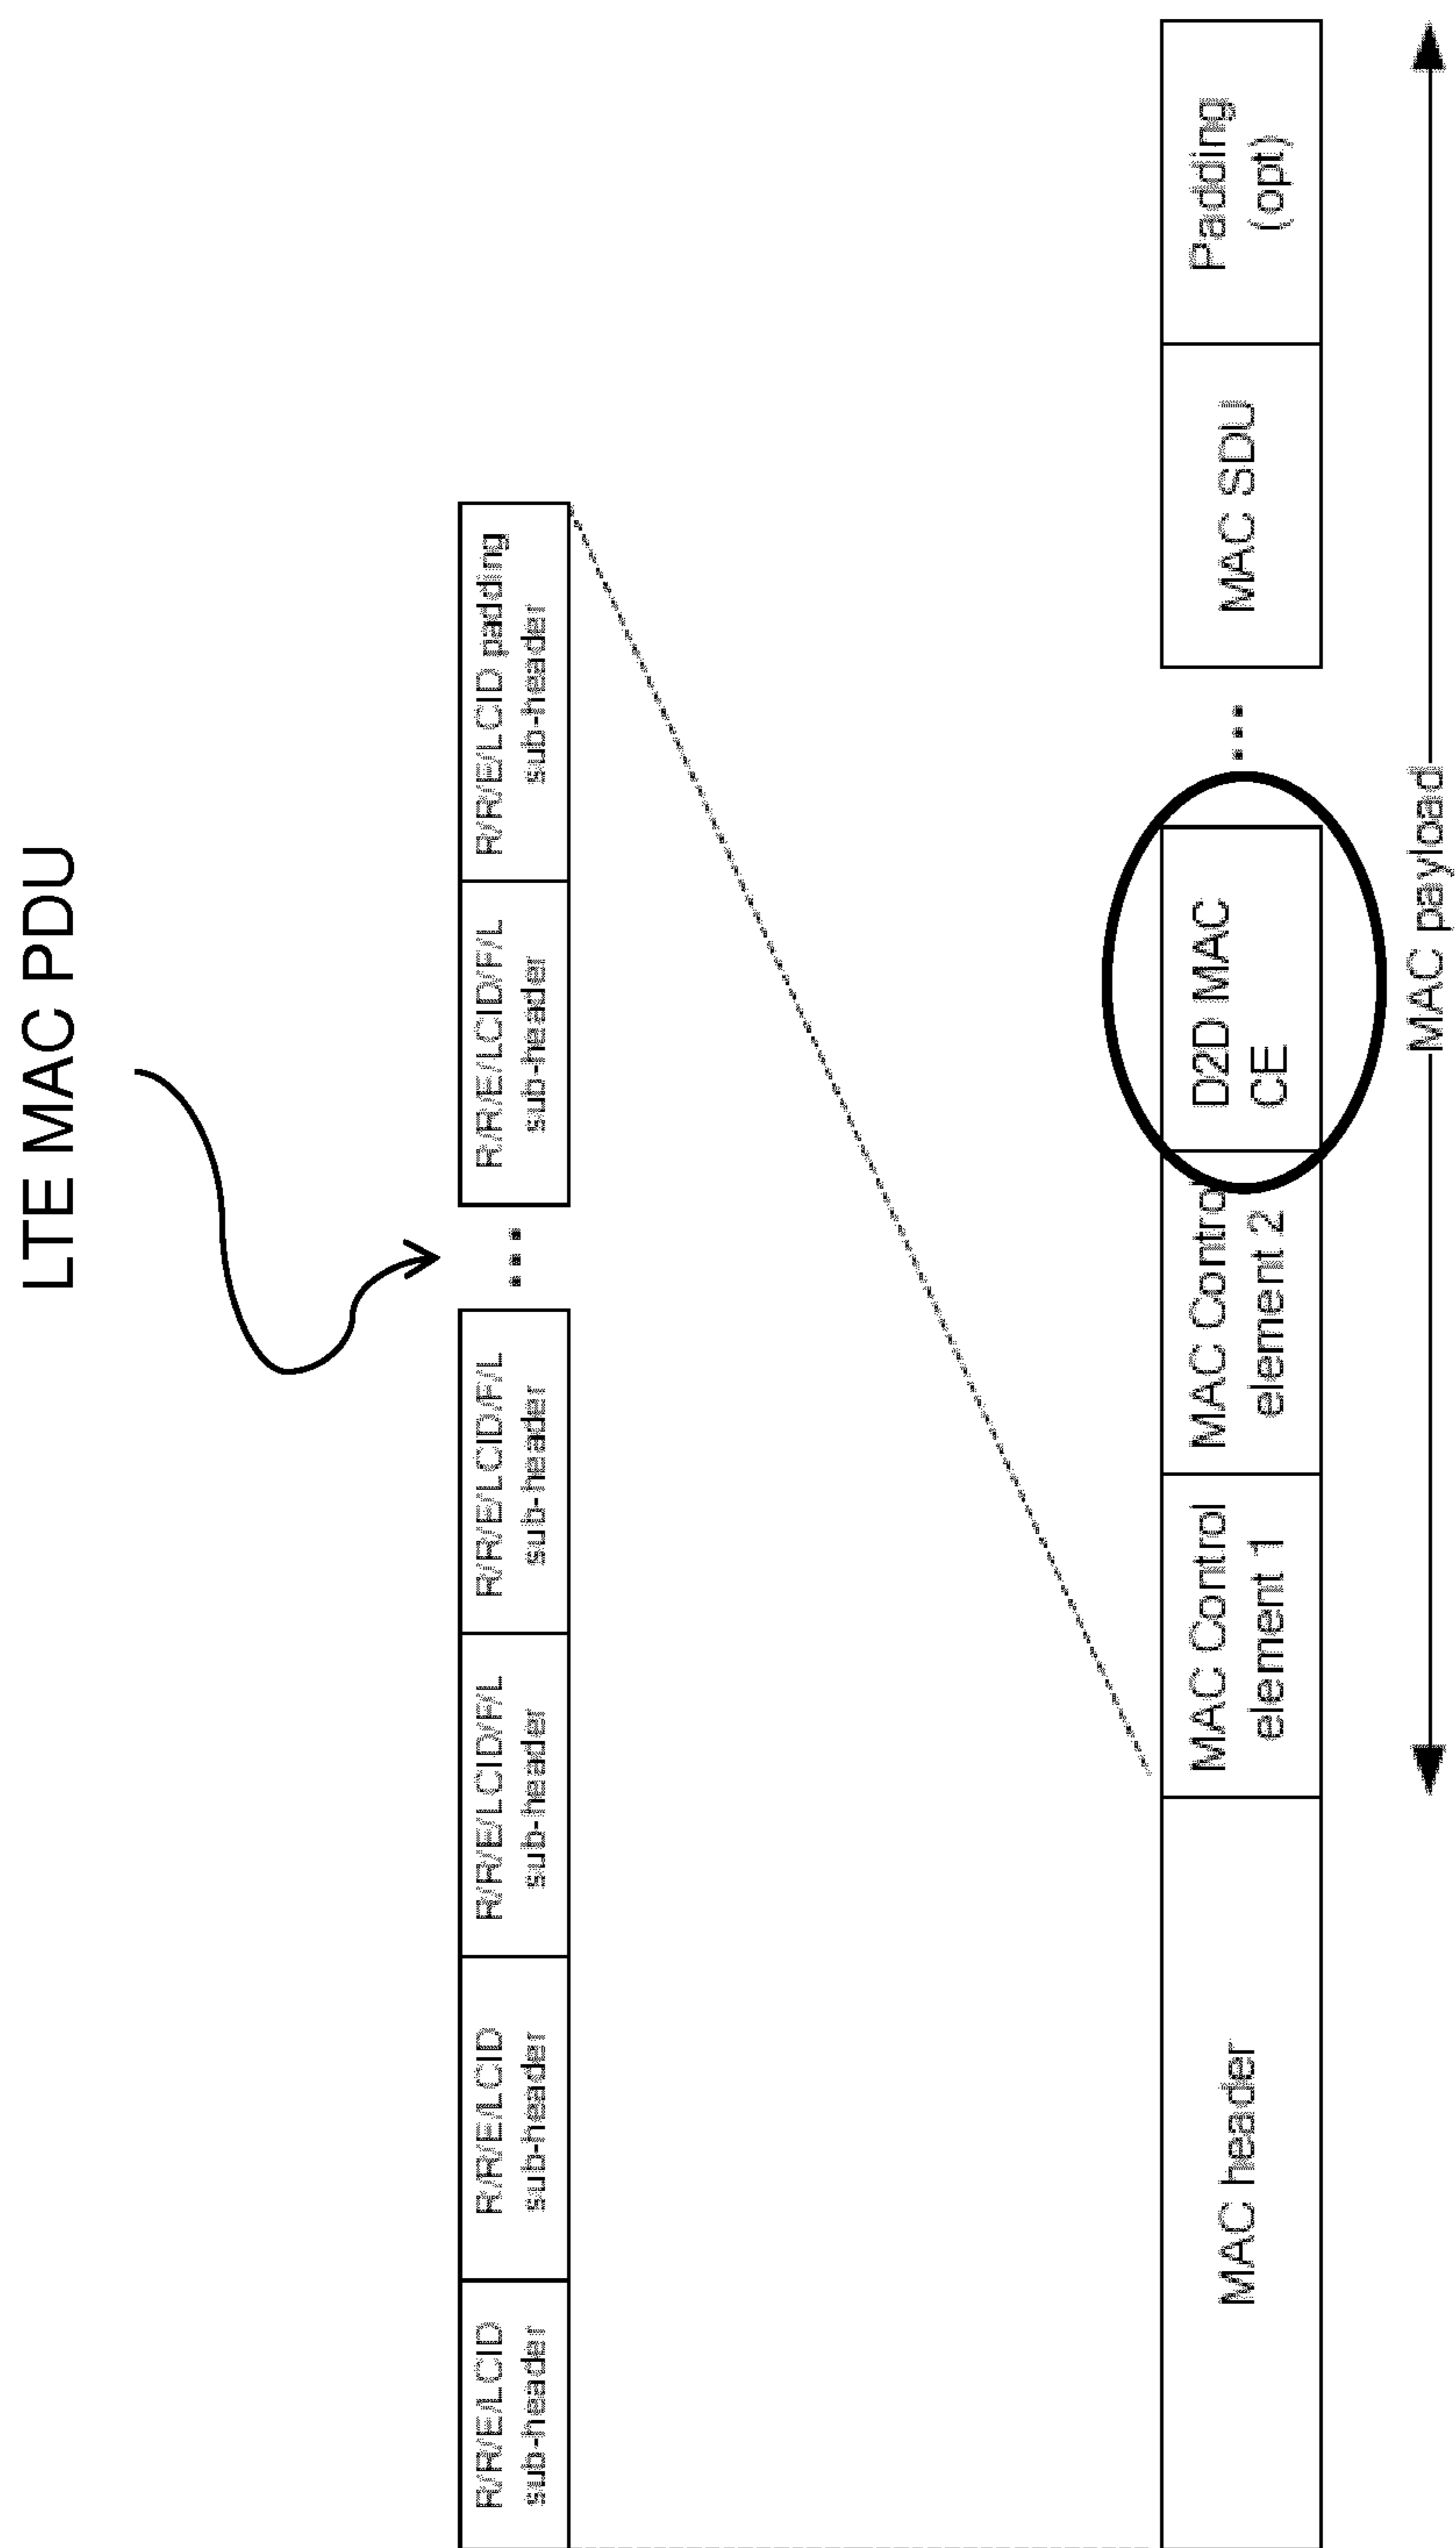 LTE MAC PDU
R/R/E/LCID
sub-header
R/R/E/LCID
sub-header
R/R/E/LCID/F/L
sub-header
R/R/E/LCID/F/L
sub-header
...
R/R/E/LCID/F/L
sub-header
R/R/E/LCID padding
sub-header
MAC header
MAC Control
element 1
MAC Control
element 2
D2D MAC
CE
...
MAC SDU
Padding
(opt)
MAC payload